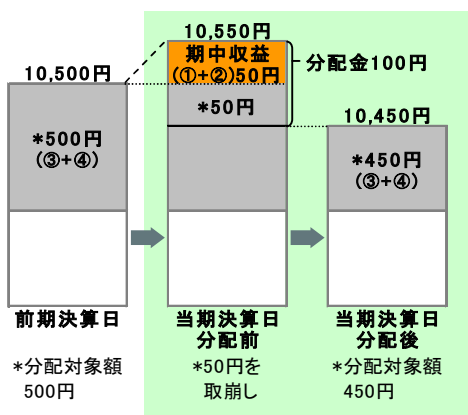 10,550円
期中収益
(①+②)50円
分配金100円
10,500円
*50円
10,450円
*500円
(③+④)
*450円
(③+④)
前期決算日
当期決算日
分配前
当期決算日
分配後
*分配対象額
500円
*50円を
取崩し
*分配対象額
450円